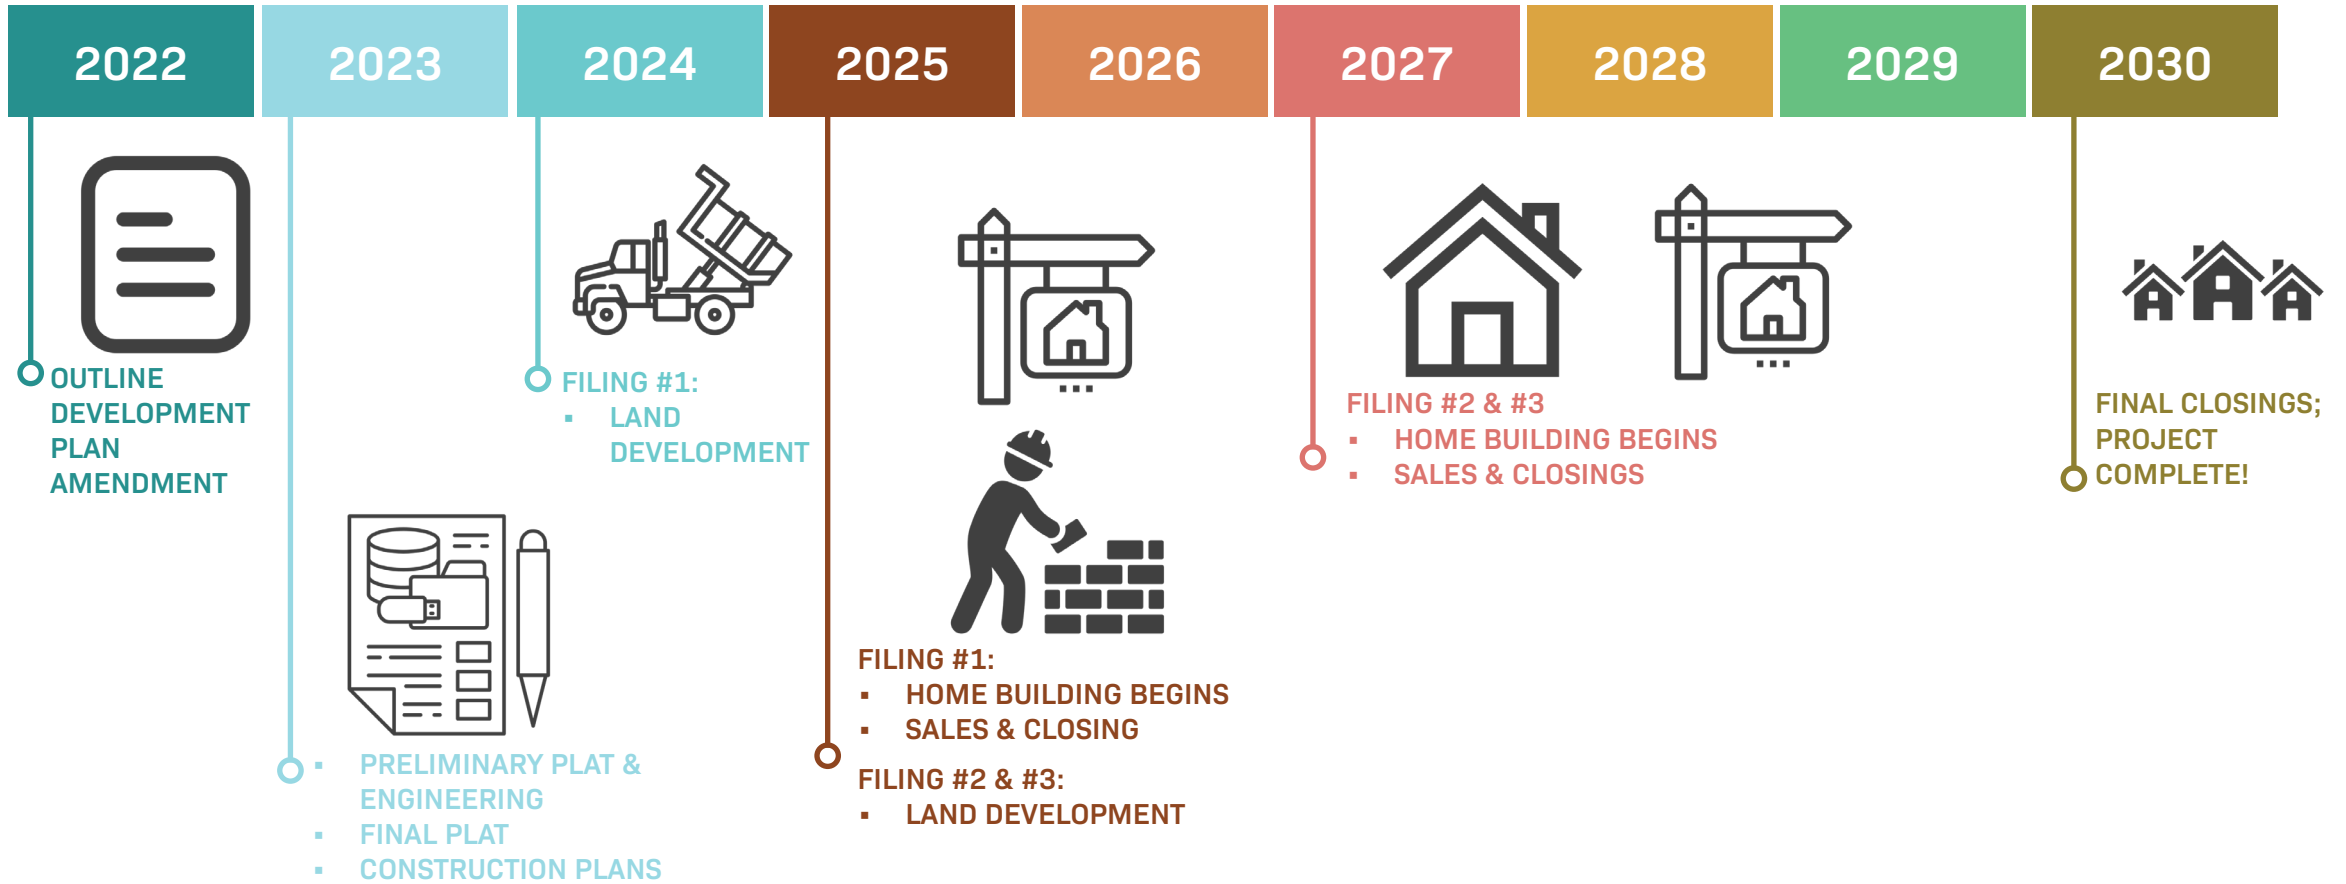 2022
2023
2024
2025
2026
2027
2028
2029
2030
OUTLINE
DEVELOPMENT
PLAN
AMENDMENT
▪ PRELIMINARY PLAT &
ENGINEERING
▪ FINAL PLAT
▪ CONSTRUCTION PLANS
FILING #1:
▪ LAND
DEVELOPMENT
FILING #1:
▪ HOME BUILDING BEGINS
▪ SALES & CLOSING
FILING #2 & #3:
▪ LAND DEVELOPMENT
FILING #2 & #3
▪ HOME BUILDING BEGINS
▪ SALES & CLOSINGS
FINAL CLOSINGS;
PROJECT
COMPLETE!